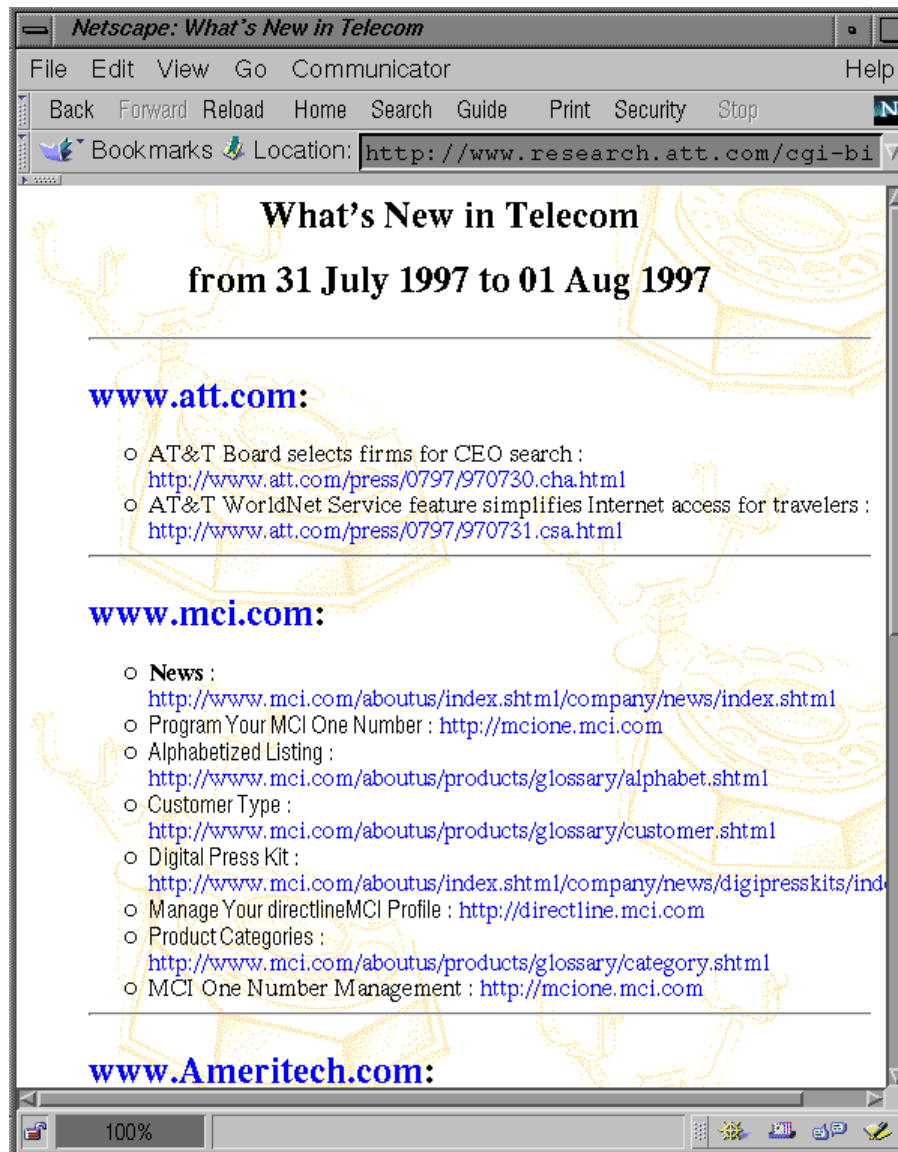 Netscape: What's New in Telecom
File Edit View Go Communicator Help
Back Forward Reload Home Search Guide Print Security Stop N
Bookmarks Location: http://www.research.att.com/cgi-bi
What's New in Telecom
from 31 July 1997 to 01 Aug 1997
www.att.com:
AT&T Board selects firms for CEO search :
http://www.att.com/press/0797/970730.cha.html
AT&T WorldNet Service feature simplifies Internet access for travelers :
http://www.att.com/press/0797/970731.csa.html
www.mci.com:
News :
http://www.mci.com/aboutus/index.shtml/company/news/index.shtml
Program Your MCI One Number : http://mcione.mci.com
Alphabetized Listing :
http://www.mci.com/aboutus/products/glossary/alphabet.shtml
Customer Type :
http://www.mci.com/aboutus/products/glossary/customer.shtml
Digital Press Kit :
http://www.mci.com/aboutus/index.shtml/company/news/digipresskits/inde
Manage Your directlineMCI Profile : http://directline.mci.com
Product Categories :
http://www.mci.com/aboutus/products/glossary/category.shtml
MCI One Number Management : http://mcione.mci.com
www.Ameritech.com:
100%